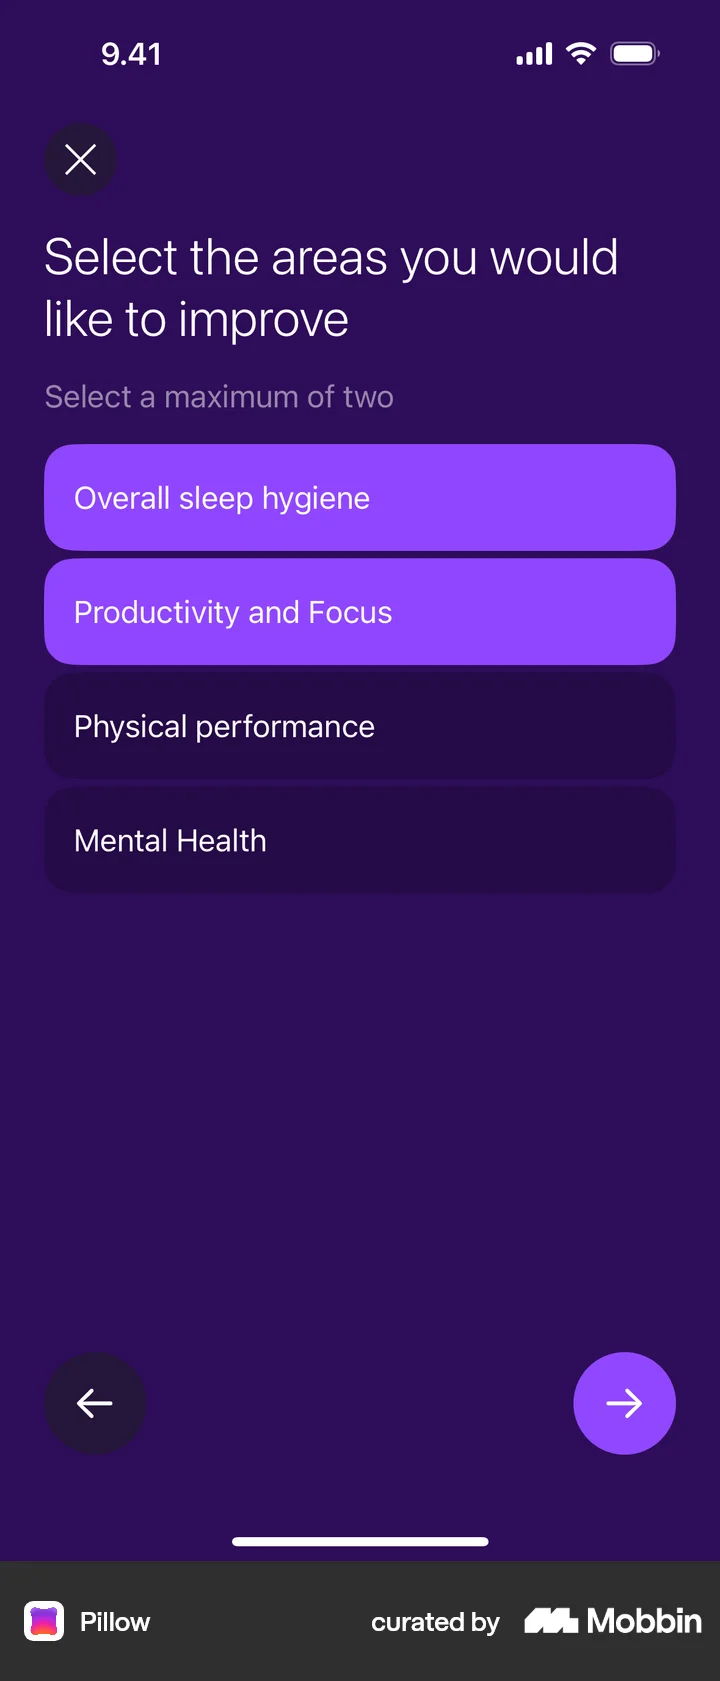 9.41
Select the areas you would
like to improve
Select a maximum of two
Overall sleep hygiene
Productivity and Focus
Physical performance
Mental Health
Pillow
curated by Mobbin